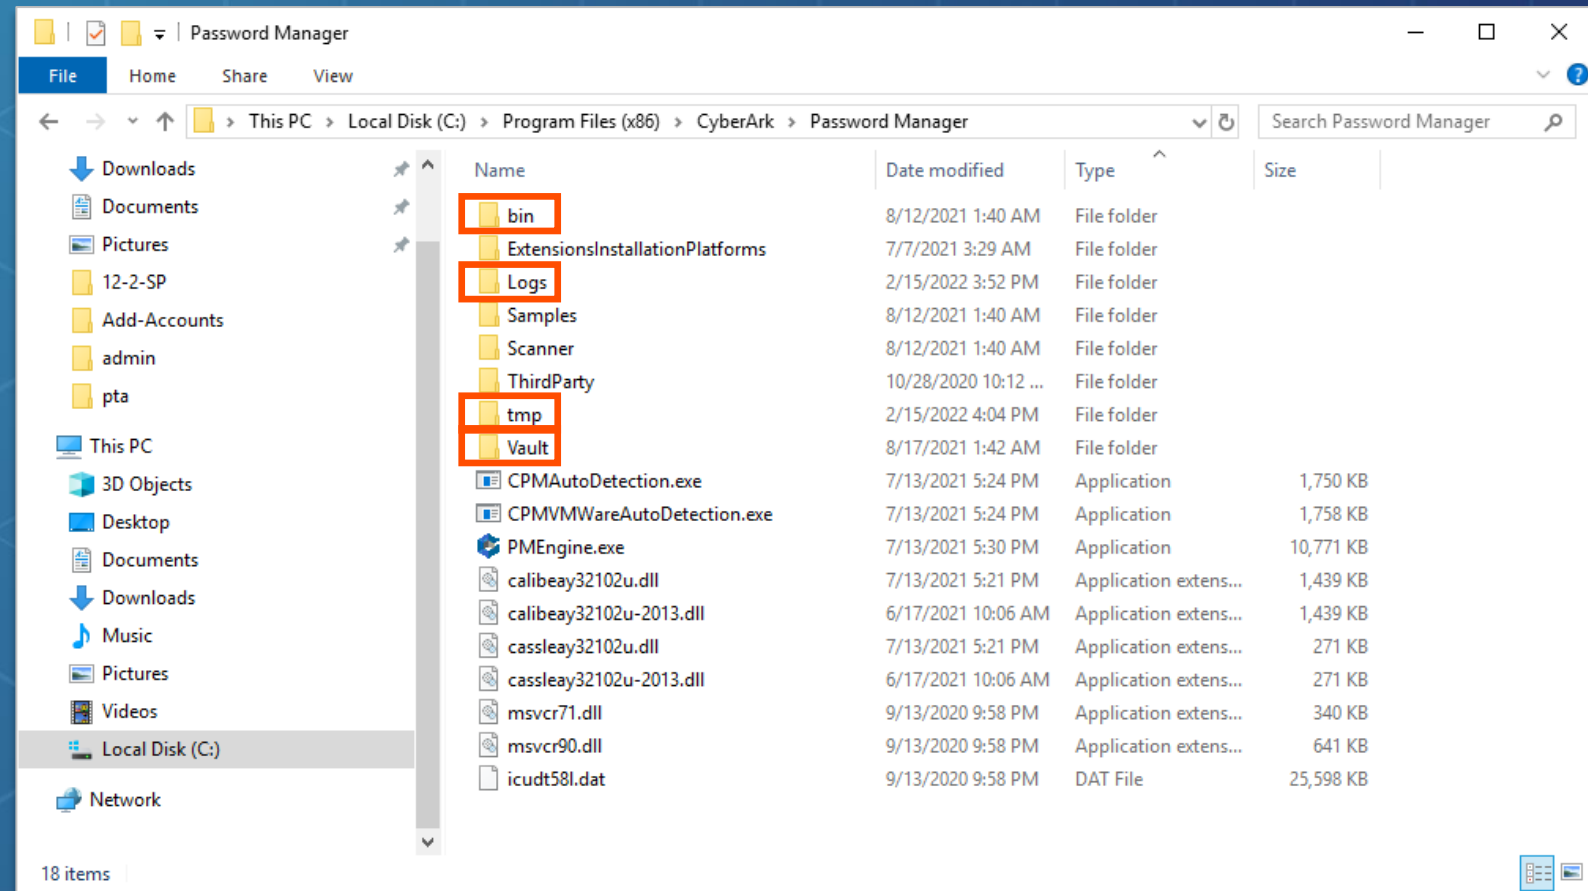 Password Manager
File Home Share View
This PC Local Disk (C:) Program Files (x86) CyberArk Password Manager
Search Password Manager
Downloads
Documents
Pictures
12-2-SP
Add-Accounts
admin
pta
This PC
3D Objects
Desktop
Documents
Downloads
Music
Pictures
Videos
Local Disk (C:)
Network
Name Date modified Type Size
bin 8/12/2021 1:40 AM File folder
ExtensionsInstallationPlatforms 7/7/2021 3:29 AM File folder
Logs 2/15/2022 3:52 PM File folder
Samples 8/12/2021 1:40 AM File folder
Scanner 8/12/2021 1:40 AM File folder
ThirdParty 10/28/2020 10:12 ... File folder
tmp 2/15/2022 4:04 PM File folder
Vault 8/17/2021 1:42 AM File folder
CPMAutoDetection.exe 7/13/2021 5:24 PM Application 1,750 KB
CPMVMWareAutoDetection.exe 7/13/2021 5:24 PM Application 1,758 KB
PMEngine.exe 7/13/2021 5:30 PM Application 10,771 KB
calibeay32102u.dll 7/13/2021 5:21 PM Application extens... 1,439 KB
calibeay32102u-2013.dll 6/17/2021 10:06 AM Application extens... 1,439 KB
cassleay32102u.dll 7/13/2021 5:21 PM Application extens... 271 KB
cassleay32102u-2013.dll 6/17/2021 10:06 AM Application extens... 271 KB
msvcr71.dll 9/13/2020 9:58 PM Application extens... 340 KB
msvcr90.dll 9/13/2020 9:58 PM Application extens... 641 KB
icudt58l.dat 9/13/2020 9:58 PM DAT File 25,598 KB
18 items